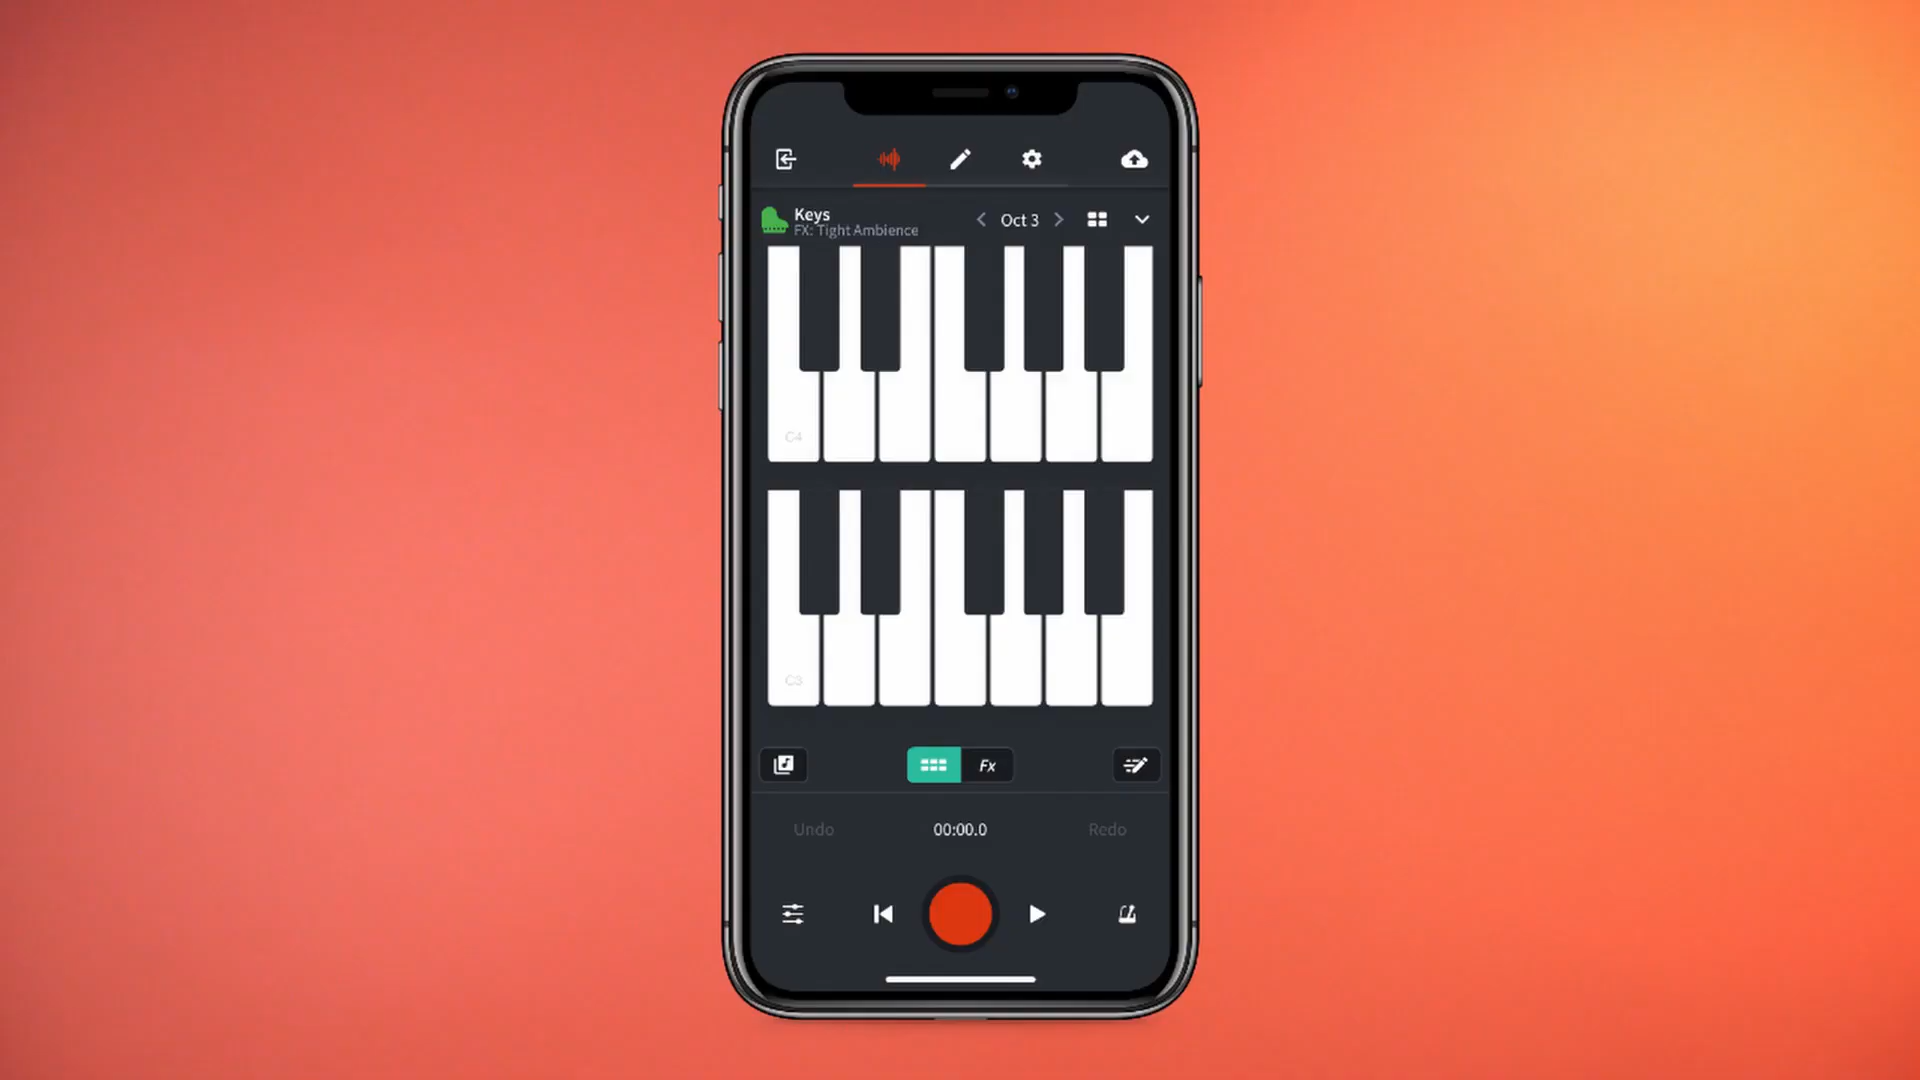 Keys
FX: Tight Ambience
Oct 3
C4
C3
Fx
Undo
00:00.0
Redo